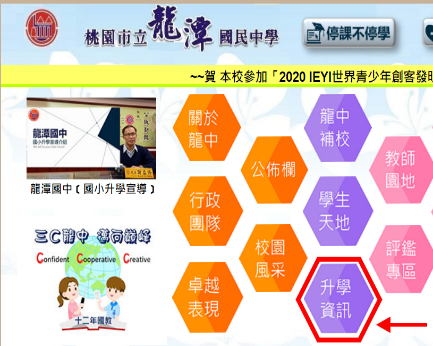 桃園市立龍潭國民中學
停課不停學
~~賀 本校參加「2020 IEYI世界青少年創客發明
龍潭國中
國小升學宣導介紹
龍潭國中﹝國小升學宣導﹞
關於
龍中
龍中
補校
公佈欄
教師
園地
行政
團隊
學生
天地
校園
風采
評鑑
專區
卓越
表現
升學
資訊
三C龍中 邁向巔峰
Confident Cooperative Creative
十二年國教